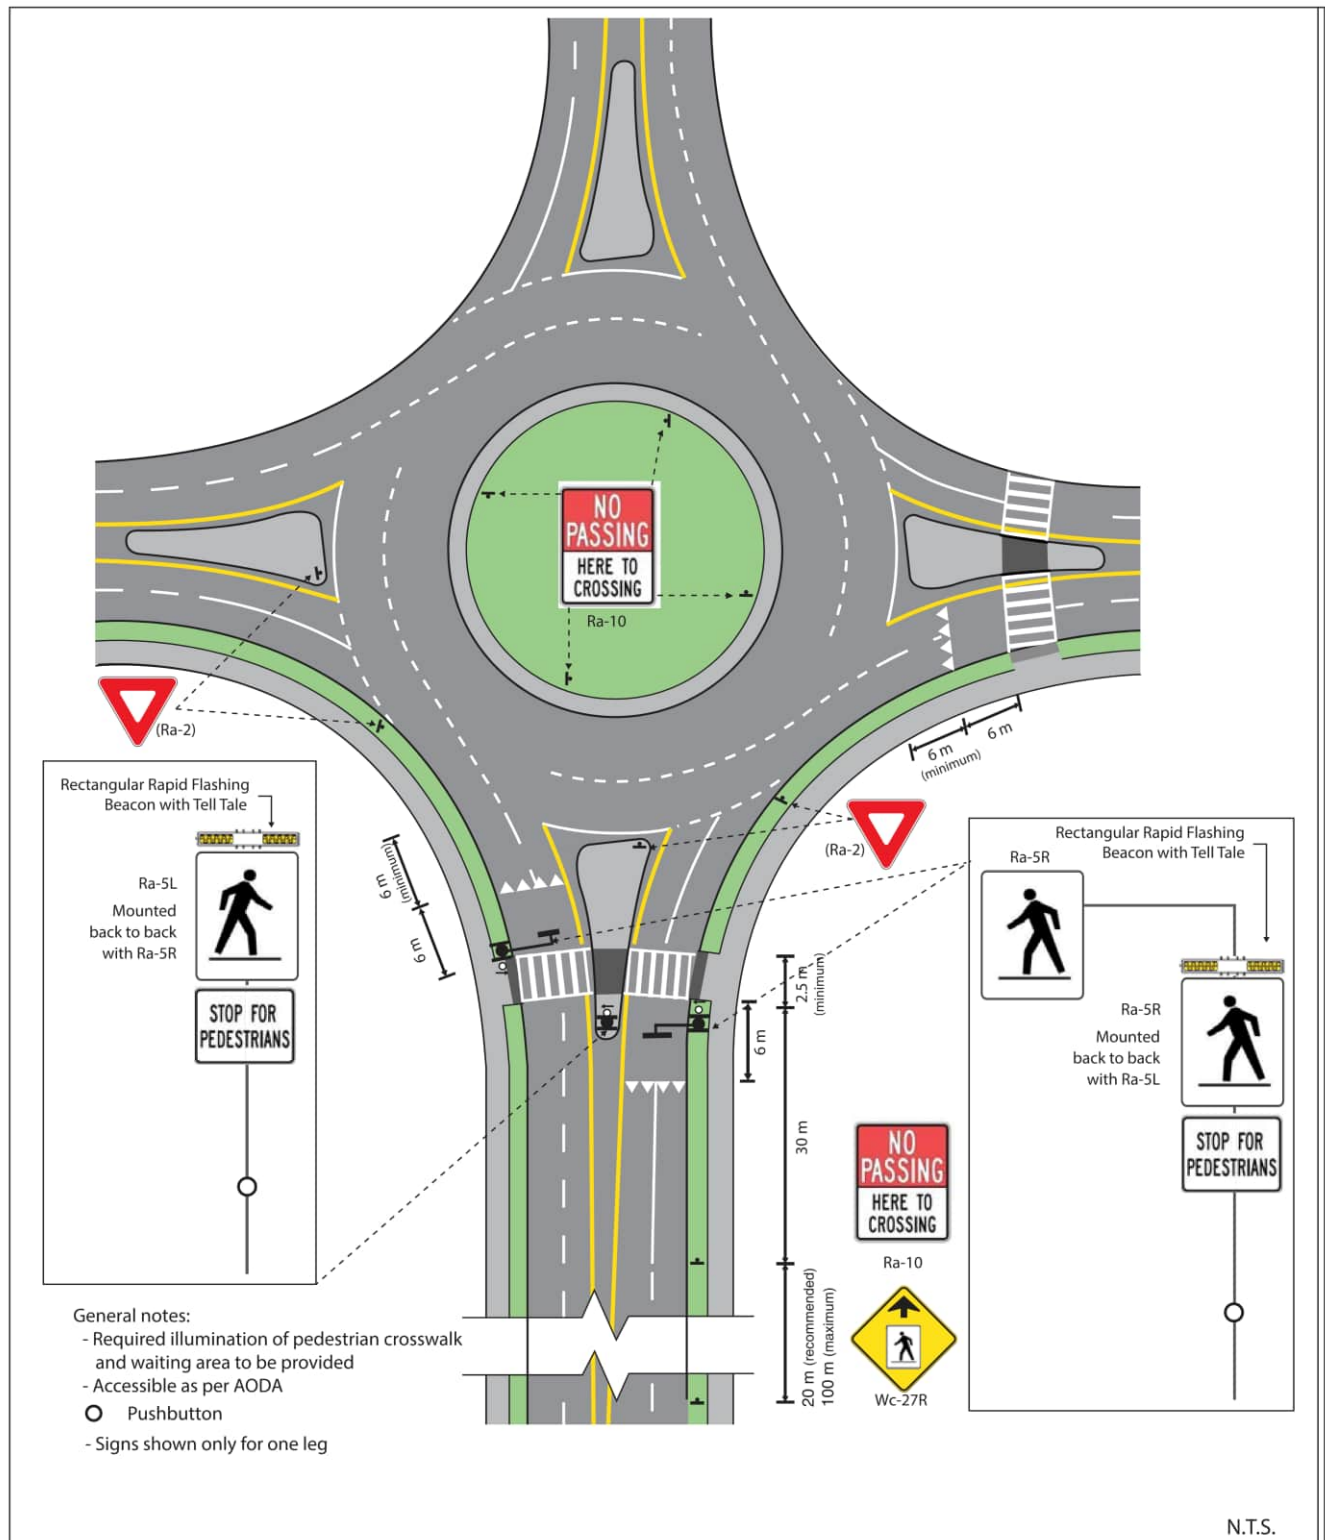 NO
PASSING
HERE TO
CROSSING
Ra-10
(Ra-2)
6 m
(minimum)
6 m
Rectangular Rapid Flashing
Beacon with Tell Tale
Ra-5L
Mounted
back to back
with Ra-5R
STOP FOR
PEDESTRIANS
6 m
(minimum)
6 m
(Ra-2)
Rectangular Rapid Flashing
Beacon with Tell Tale
Ra-5R
Ra-5R
Mounted
back to back
with Ra-5L
STOP FOR
PEDESTRIANS
2.5 m
(minimum)
6 m
30 m
NO
PASSING
HERE TO
CROSSING
Ra-10
20 m (recommended)
100 m (maximum)
Wc-27R
General notes:
- Required illumination of pedestrian crosswalk
and waiting area to be provided
- Accessible as per AODA
Pushbutton
- Signs shown only for one leg
N.T.S.